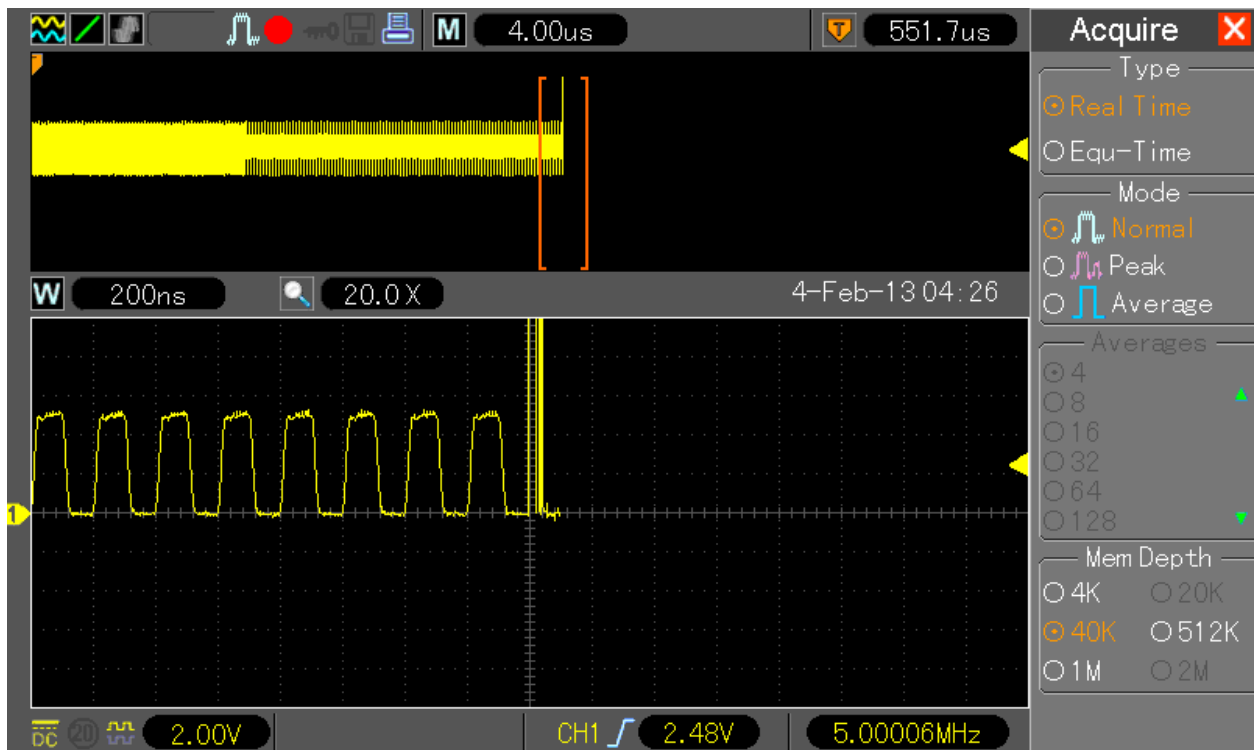 M 4.00us T 551.7us
W 200ns 20.0X 4-Feb-13 04:26
1
DC 20 2.00V CH1 2.48V 5.00006MHz
Acquire X
Type
Real Time
Equ-Time
Mode
Normal
Peak
Average
Averages
4
8
16
32
64
128
Mem Depth
4K 20K
40K 512K
1M 2M